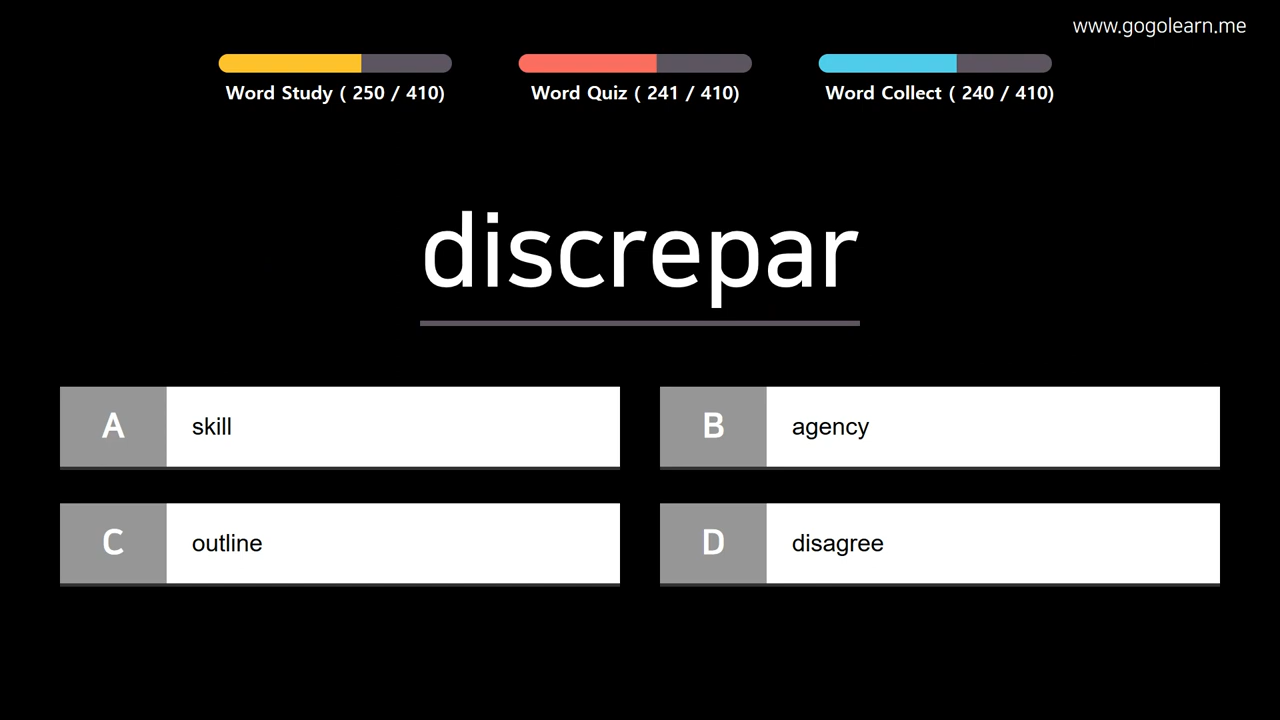 www.gogolearn.me
Word Study ( 250 / 410)
Word Quiz ( 241 / 410)
Word Collect ( 240 / 410)
discrepar
A skill
B agency
C outline
D disagree